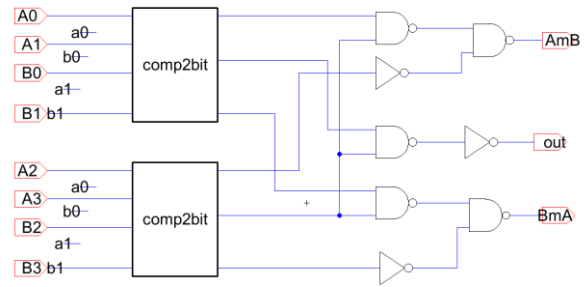 A0
a0
A1
b0
B0
a1
B1 b1
comp2bit
AmB
out
A2
a0
A3
b0
B2
a1
B3 b1
comp2bit
BmA